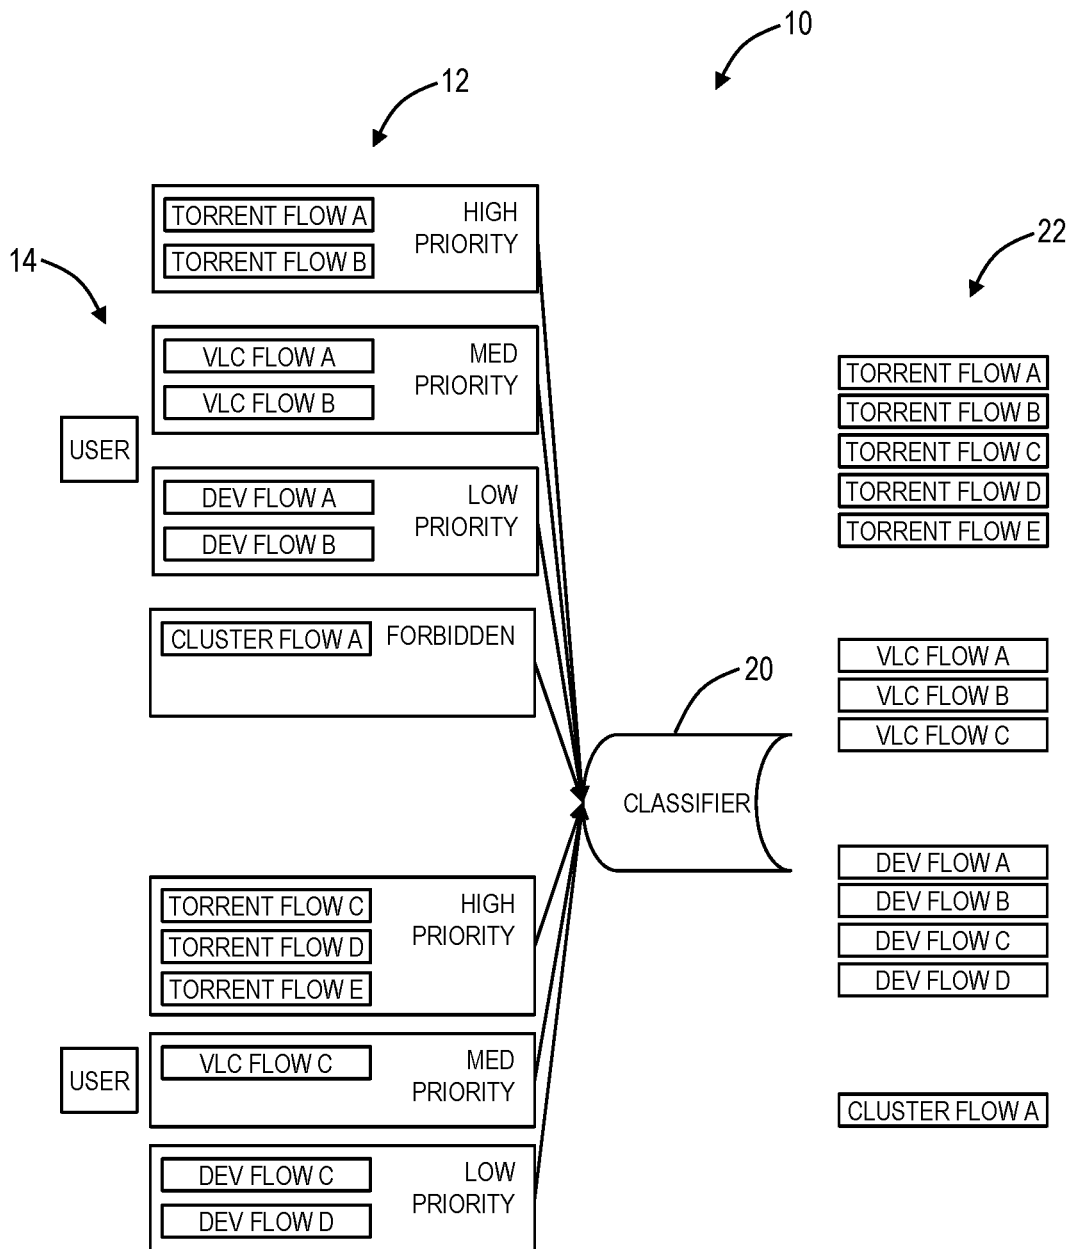 10
12
14
HIGH
PRIORITY
TORRENT FLOW A
TORRENT FLOW B
MED
PRIORITY
VLC FLOW A
VLC FLOW B
USER
LOW
PRIORITY
DEV FLOW A
DEV FLOW B
CLUSTER FLOW A
FORBIDDEN
20
CLASSIFIER
TORRENT FLOW C
TORRENT FLOW D
TORRENT FLOW E
HIGH
PRIORITY
USER
VLC FLOW C
MED
PRIORITY
DEV FLOW C
DEV FLOW D
LOW
PRIORITY
22
TORRENT FLOW A
TORRENT FLOW B
TORRENT FLOW C
TORRENT FLOW D
TORRENT FLOW E
VLC FLOW A
VLC FLOW B
VLC FLOW C
DEV FLOW A
DEV FLOW B
DEV FLOW C
DEV FLOW D
CLUSTER FLOW A